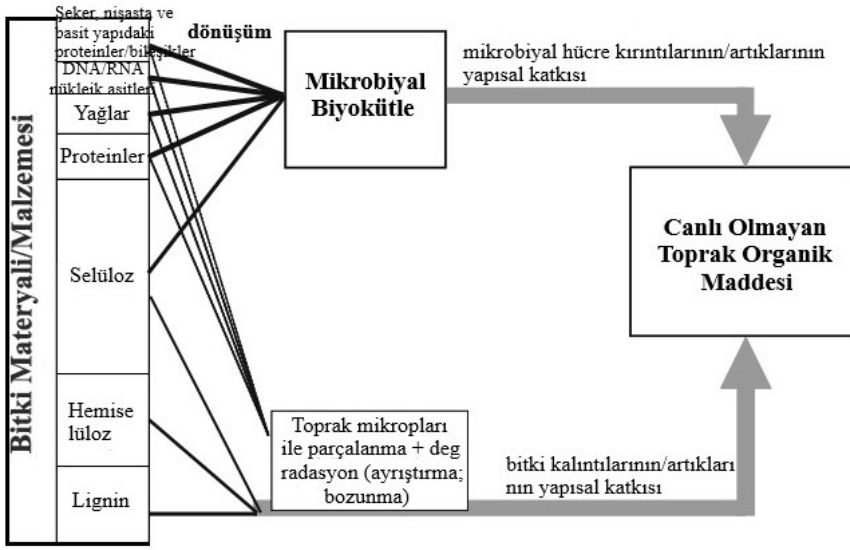 Bitki Materyali/Malzemesi
Şeker, nişasta ve
basit yapıdaki
proteinler/bileşikler
DNA/RNA
nükleik asitleri
Yağlar
Proteinler
Selüloz
Hemise
lüloz
Lignin
dönüşüm
Mikrobiyal
Biyokütle
mikrobiyal hücre kırıntılarının/artıklarının
yapısal katkısı
Canlı Olmayan
Toprak Organik
Maddesi
Toprak mikropları
ile parçalanma + deg
radasyon (ayrıştırma;
bozunma)
bitki kalıntılarının/artıkları
nın yapısal katkısı